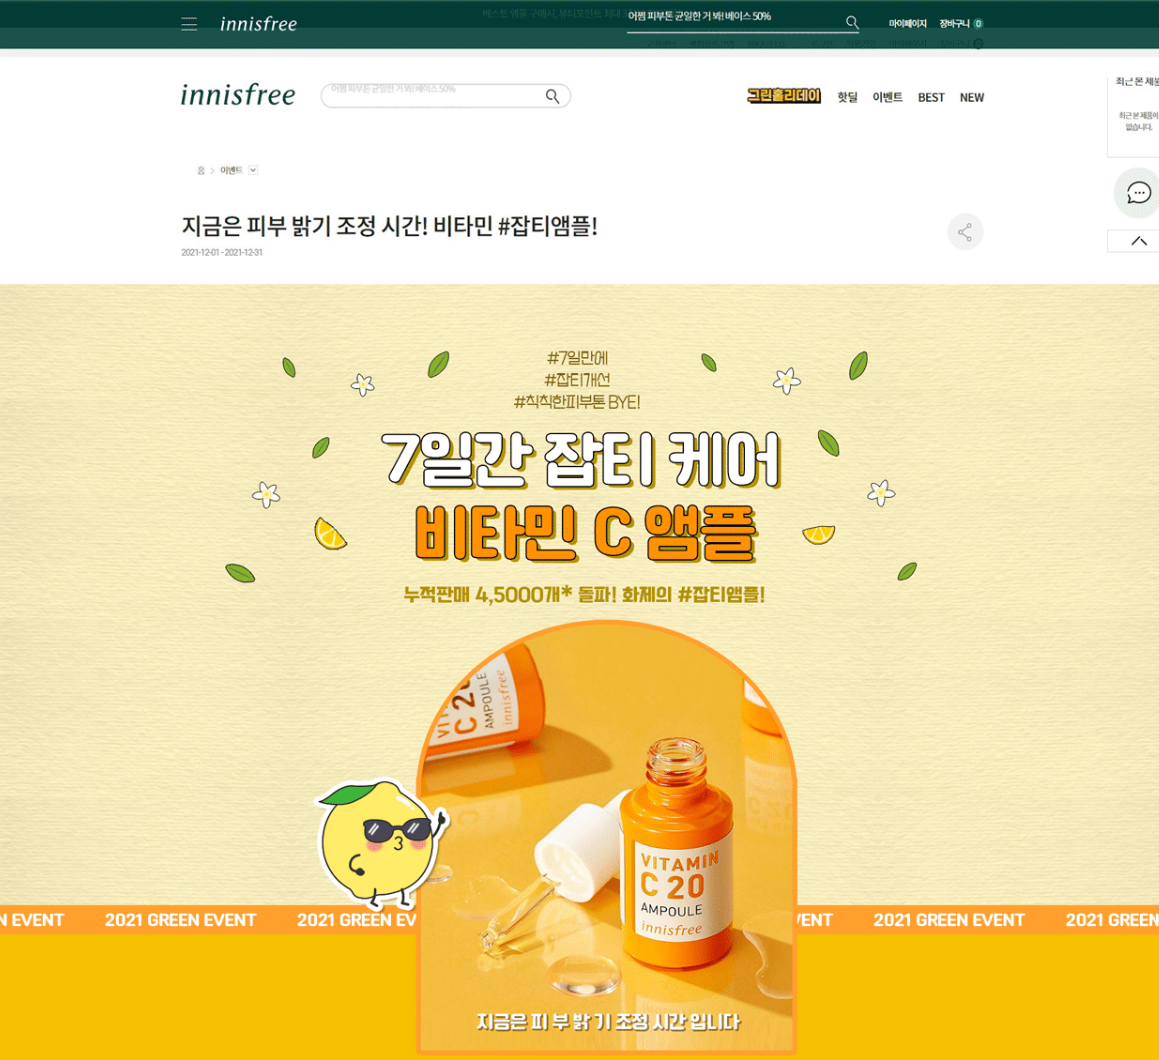 innisfree
어쩜 피부톤 균일한 거 봐! 베이스 50%
마이페이지 장바구니 0
innisfree
어쩜 피부톤 균일한 거 봐! 베이스 50%
그린홀리데이 핫딜 이벤트 BEST NEW
최근 본 제품
최근 본 제품이
없습니다.
홈 > 이벤트
지금은 피부 밝기 조정 시간! 비타민 #잡티앰플!
2021-12-01 - 2021-12-31
#7일만에
#잡티개선
#칙칙한피부톤 BYE!
7일간 잡티 케어
비타민 C 앰플
누적판매 4,5000개* 돌파! 화제의 #잡티앰플!
C 20
AMPOULE
innisfree
VITAMIN
C 20
AMPOULE
innisfree
N EVENT 2021 GREEN EVENT 2021 GREEN EV VENT 2021 GREEN EVENT 2021 GREEN
지금은 피 부 밝 기 조정 시간 입니다